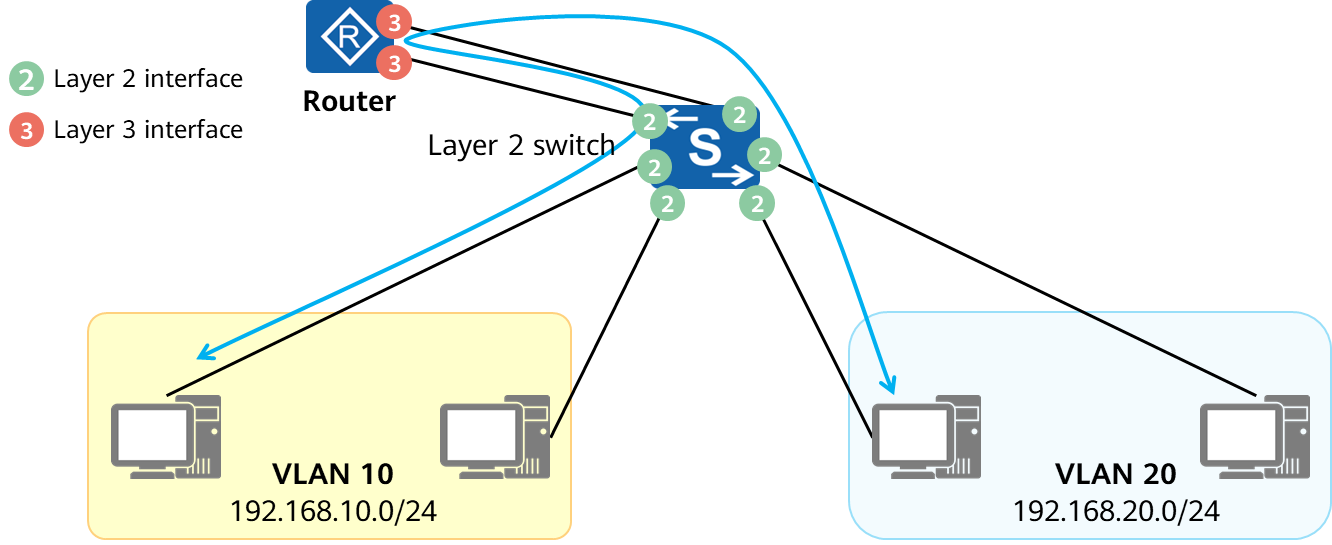 R
3
3
2 Layer 2 interface
3 Layer 3 interface
Router
Layer 2 switch
S
2
2
2
2
2
2
VLAN 10
192.168.10.0/24
VLAN 20
192.168.20.0/24